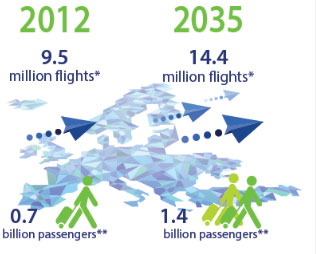 2012
2035
9.5
million flights*
14.4
million flights*
0.7
billion passengers**
1.4
billion passengers**